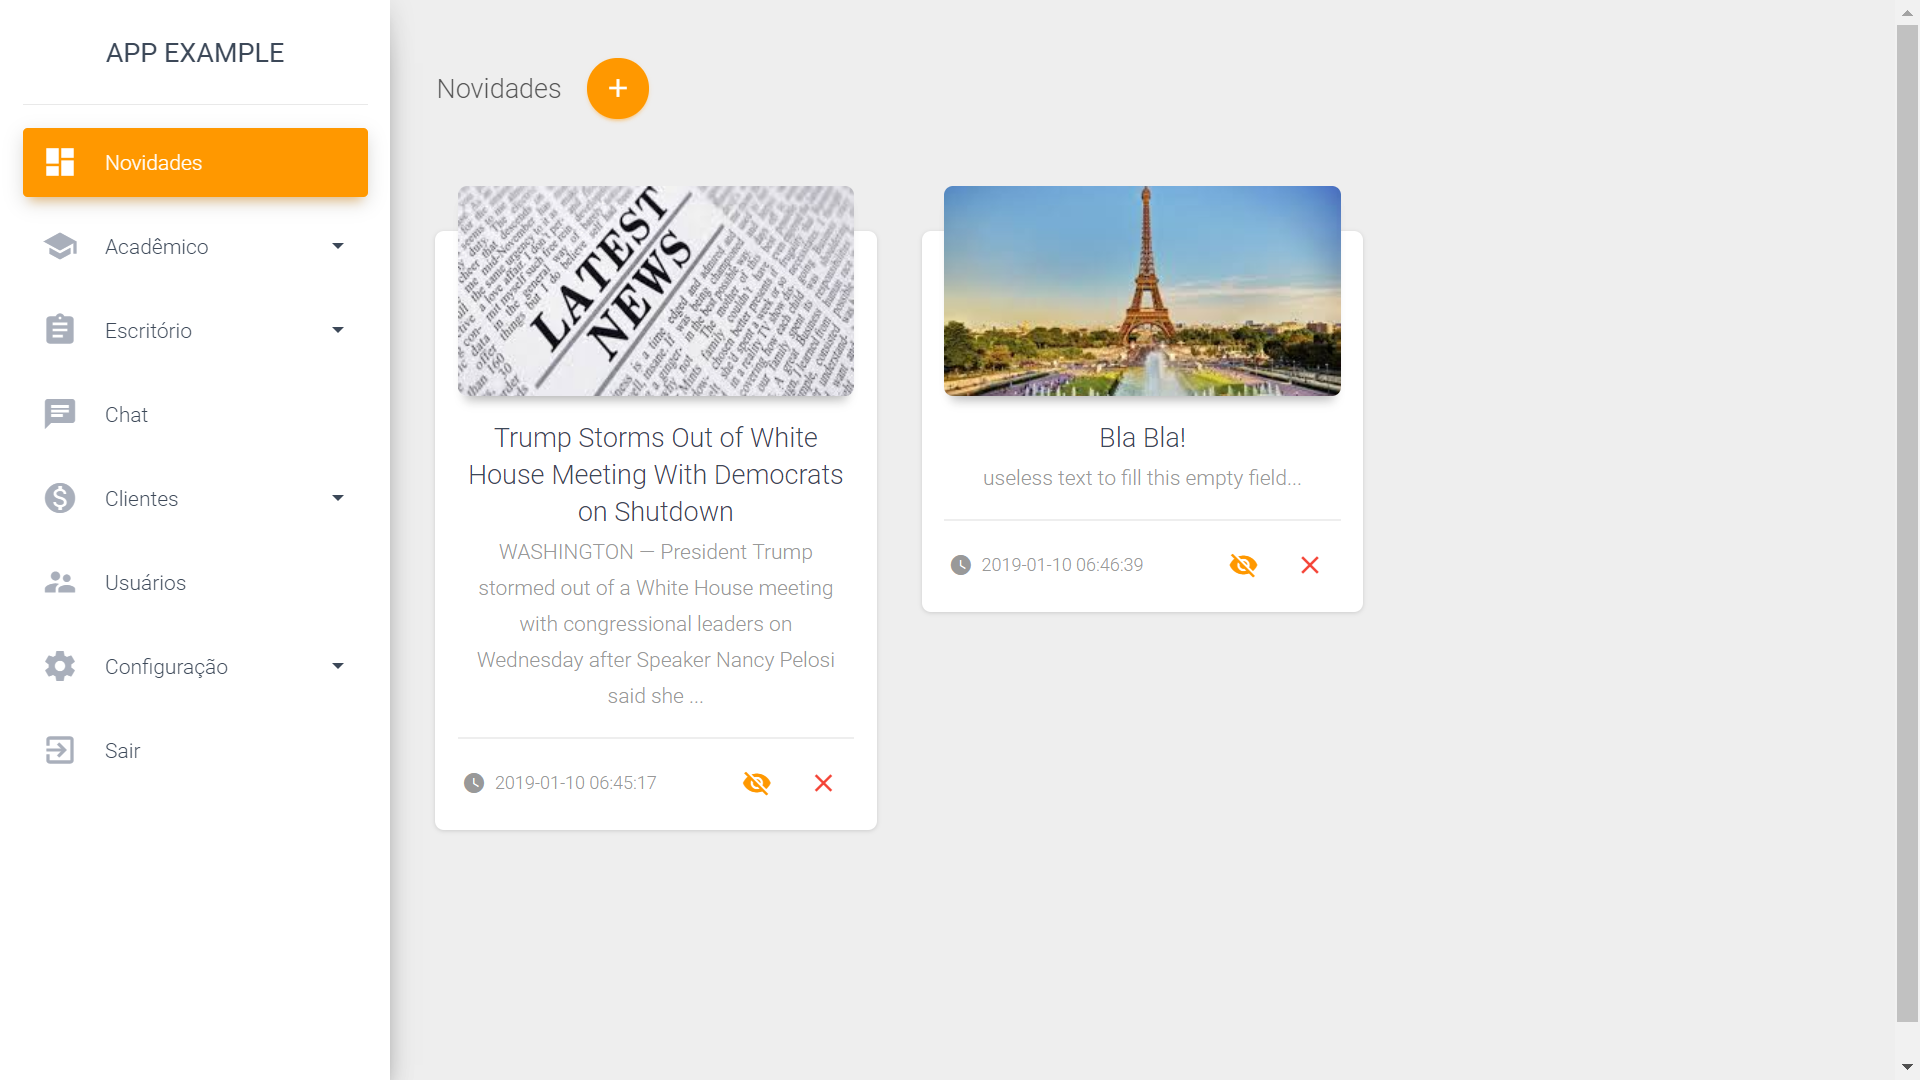 APP EXAMPLE
Novidades
Acadêmico
Escritório
Chat
Clientes
Usuários
Configuração
Sair
Novidades
LATEST
NEWS
Trump Storms Out of White
House Meeting With Democrats
on Shutdown
WASHINGTON — President Trump
stormed out of a White House meeting
with congressional leaders on
Wednesday after Speaker Nancy Pelosi
said she ...
2019-01-10 06:45:17
Bla Bla!
useless text to fill this empty field...
2019-01-10 06:46:39